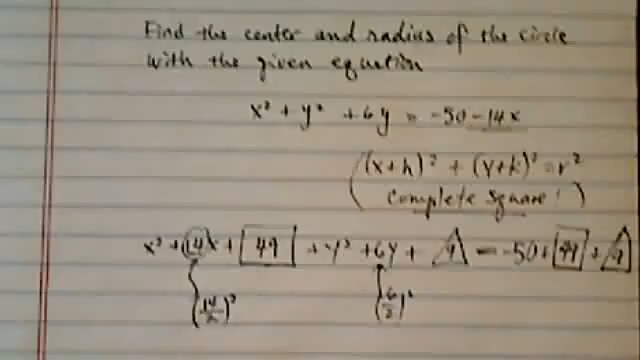 Find the center and radius of the circle
with the given equation
x² + y² + 6y = -50 - 14x
(x+h)² + (y+k)² = r²
(complete square!)
x² + 14x + 49 + y² + 6y + 9 = -50 + 49 + 9
(14/2)² (6/2)²